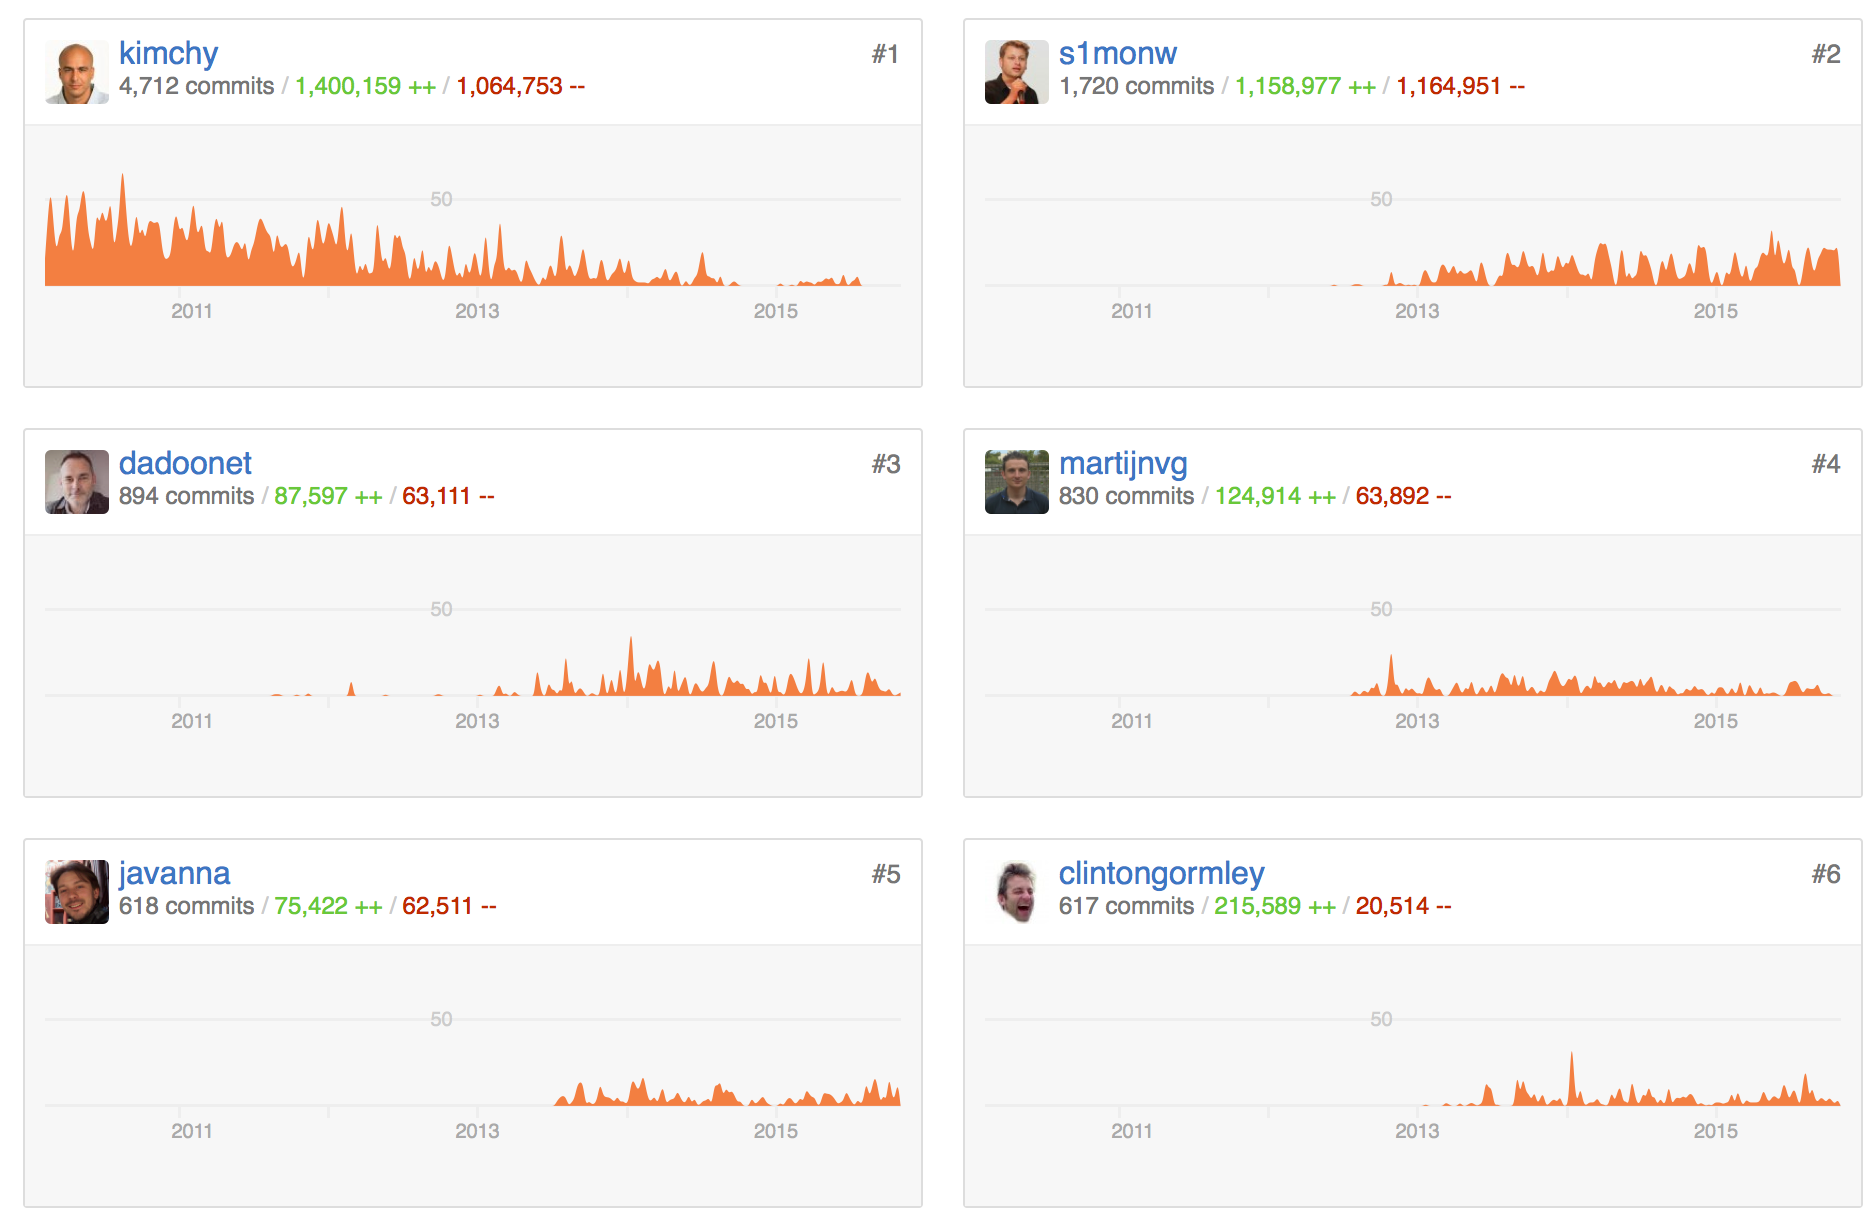 kimchy
#1
4,712 commits / 1,400,159 ++ / 1,064,753 --
50
2011 2013 2015
s1monw
#2
1,720 commits / 1,158,977 ++ / 1,164,951 --
50
2011 2013 2015
dadoonet
#3
894 commits / 87,597 ++ / 63,111 --
50
2011 2013 2015
martijnvg
#4
830 commits / 124,914 ++ / 63,892 --
50
2011 2013 2015
javanna
#5
618 commits / 75,422 ++ / 62,511 --
50
2011 2013 2015
clintongormley
#6
617 commits / 215,589 ++ / 20,514 --
50
2011 2013 2015